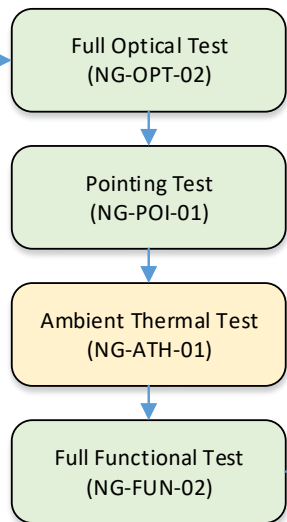 Full Optical Test
(NG-OPT-02)
Pointing Test
(NG-POI-01)
Ambient Thermal Test
(NG-ATH-01)
Full Functional Test
(NG-FUN-02)